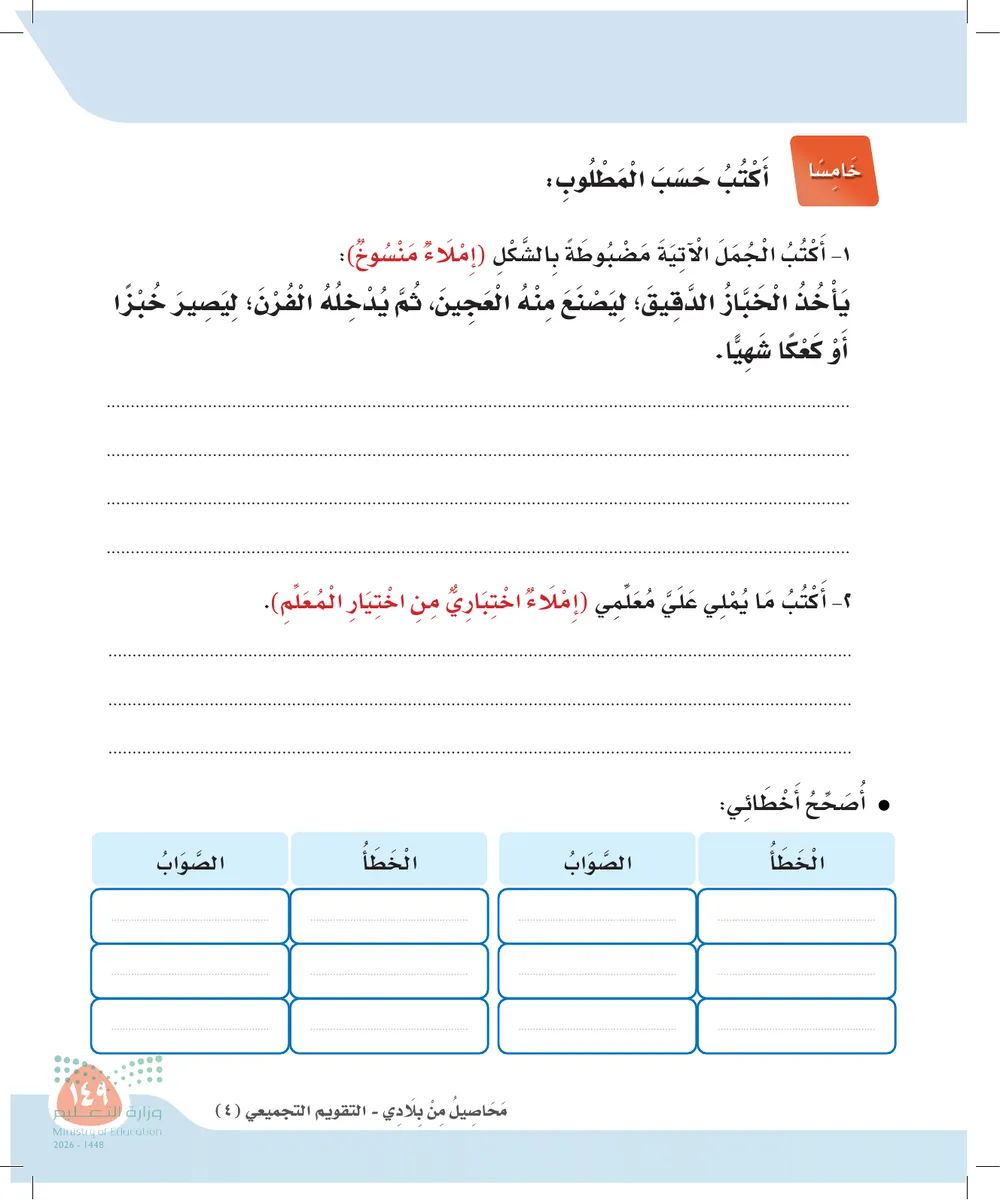 خَامِسًا
أَكْتُبُ حَسَبَ الْمَطْلُوبِ:
١- أَكْتُبُ الْجُمَلَ الْآتِيَةَ مَضْبُوطَةً بِالشَّكْلِ (إِمْلَاءٌ مَنْسُوخٌ):
يَأْخُذُ الْخَبَّازُ الدَّقِيقَ؛ لِيَصْنَعَ مِنْهُ الْعَجِينَ، ثُمَّ يُدْخِلُهُ الْفُرْنَ؛ لِيَصِيرَ خُبْزًا
أَوْ كَعْكًا شَهِيًّا.
٢- أَكْتُبُ مَا يُمْلِي عَلَيَّ مُعَلِّمِي (إِمْلَاءٌ اخْتِبَارِيٌّ مِنِ اخْتِيَارِ الْمُعَلِّمِ).
● أُصَحِّحُ أَخْطَائِي:
الْخَطَأُ الصَّوَابُ الْخَطَأُ الصَّوَابُ
مَحَاصِيلُ مِنْ بِلَادِي - التقويم التجميعي (٤)
١٤٩
وزارة التعليم
Ministry of Education
2026 - 1448